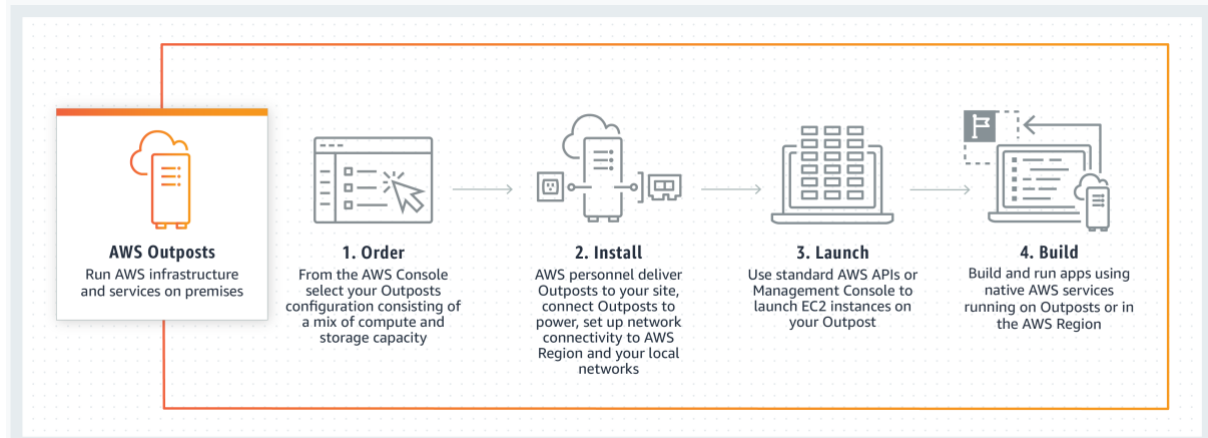 AWS Outposts
Run AWS infrastructure
and services on premises
1. Order
From the AWS Console
select your Outposts
configuration consisting of
a mix of compute and
storage capacity
2. Install
AWS personnel deliver
Outposts to your site,
connect Outposts to
power, set up network
connectivity to AWS
Region and your local
networks
3. Launch
Use standard AWS APIs or
Management Console to
launch EC2 instances on
your Outpost
4. Build
Build and run apps using
native AWS services
running on Outposts or in
the AWS Region